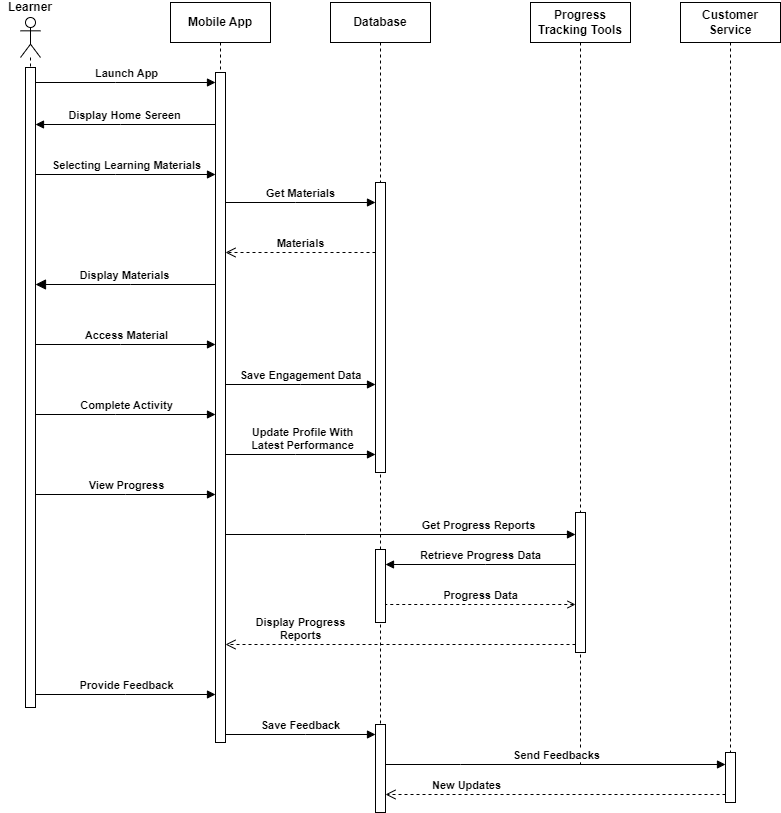 Learner
Mobile App
Database
Progress
Tracking Tools
Customer
Service
Launch App
Display Home Sereen
Selecting Learning Materials
Get Materials
Materials
Display Materials
Access Material
Save Engagement Data
Complete Activity
Update Profile With
Latest Performance
View Progress
Get Progress Reports
Retrieve Progress Data
Progress Data
Display Progress
Reports
Provide Feedback
Save Feedback
Send Feedbacks
New Updates